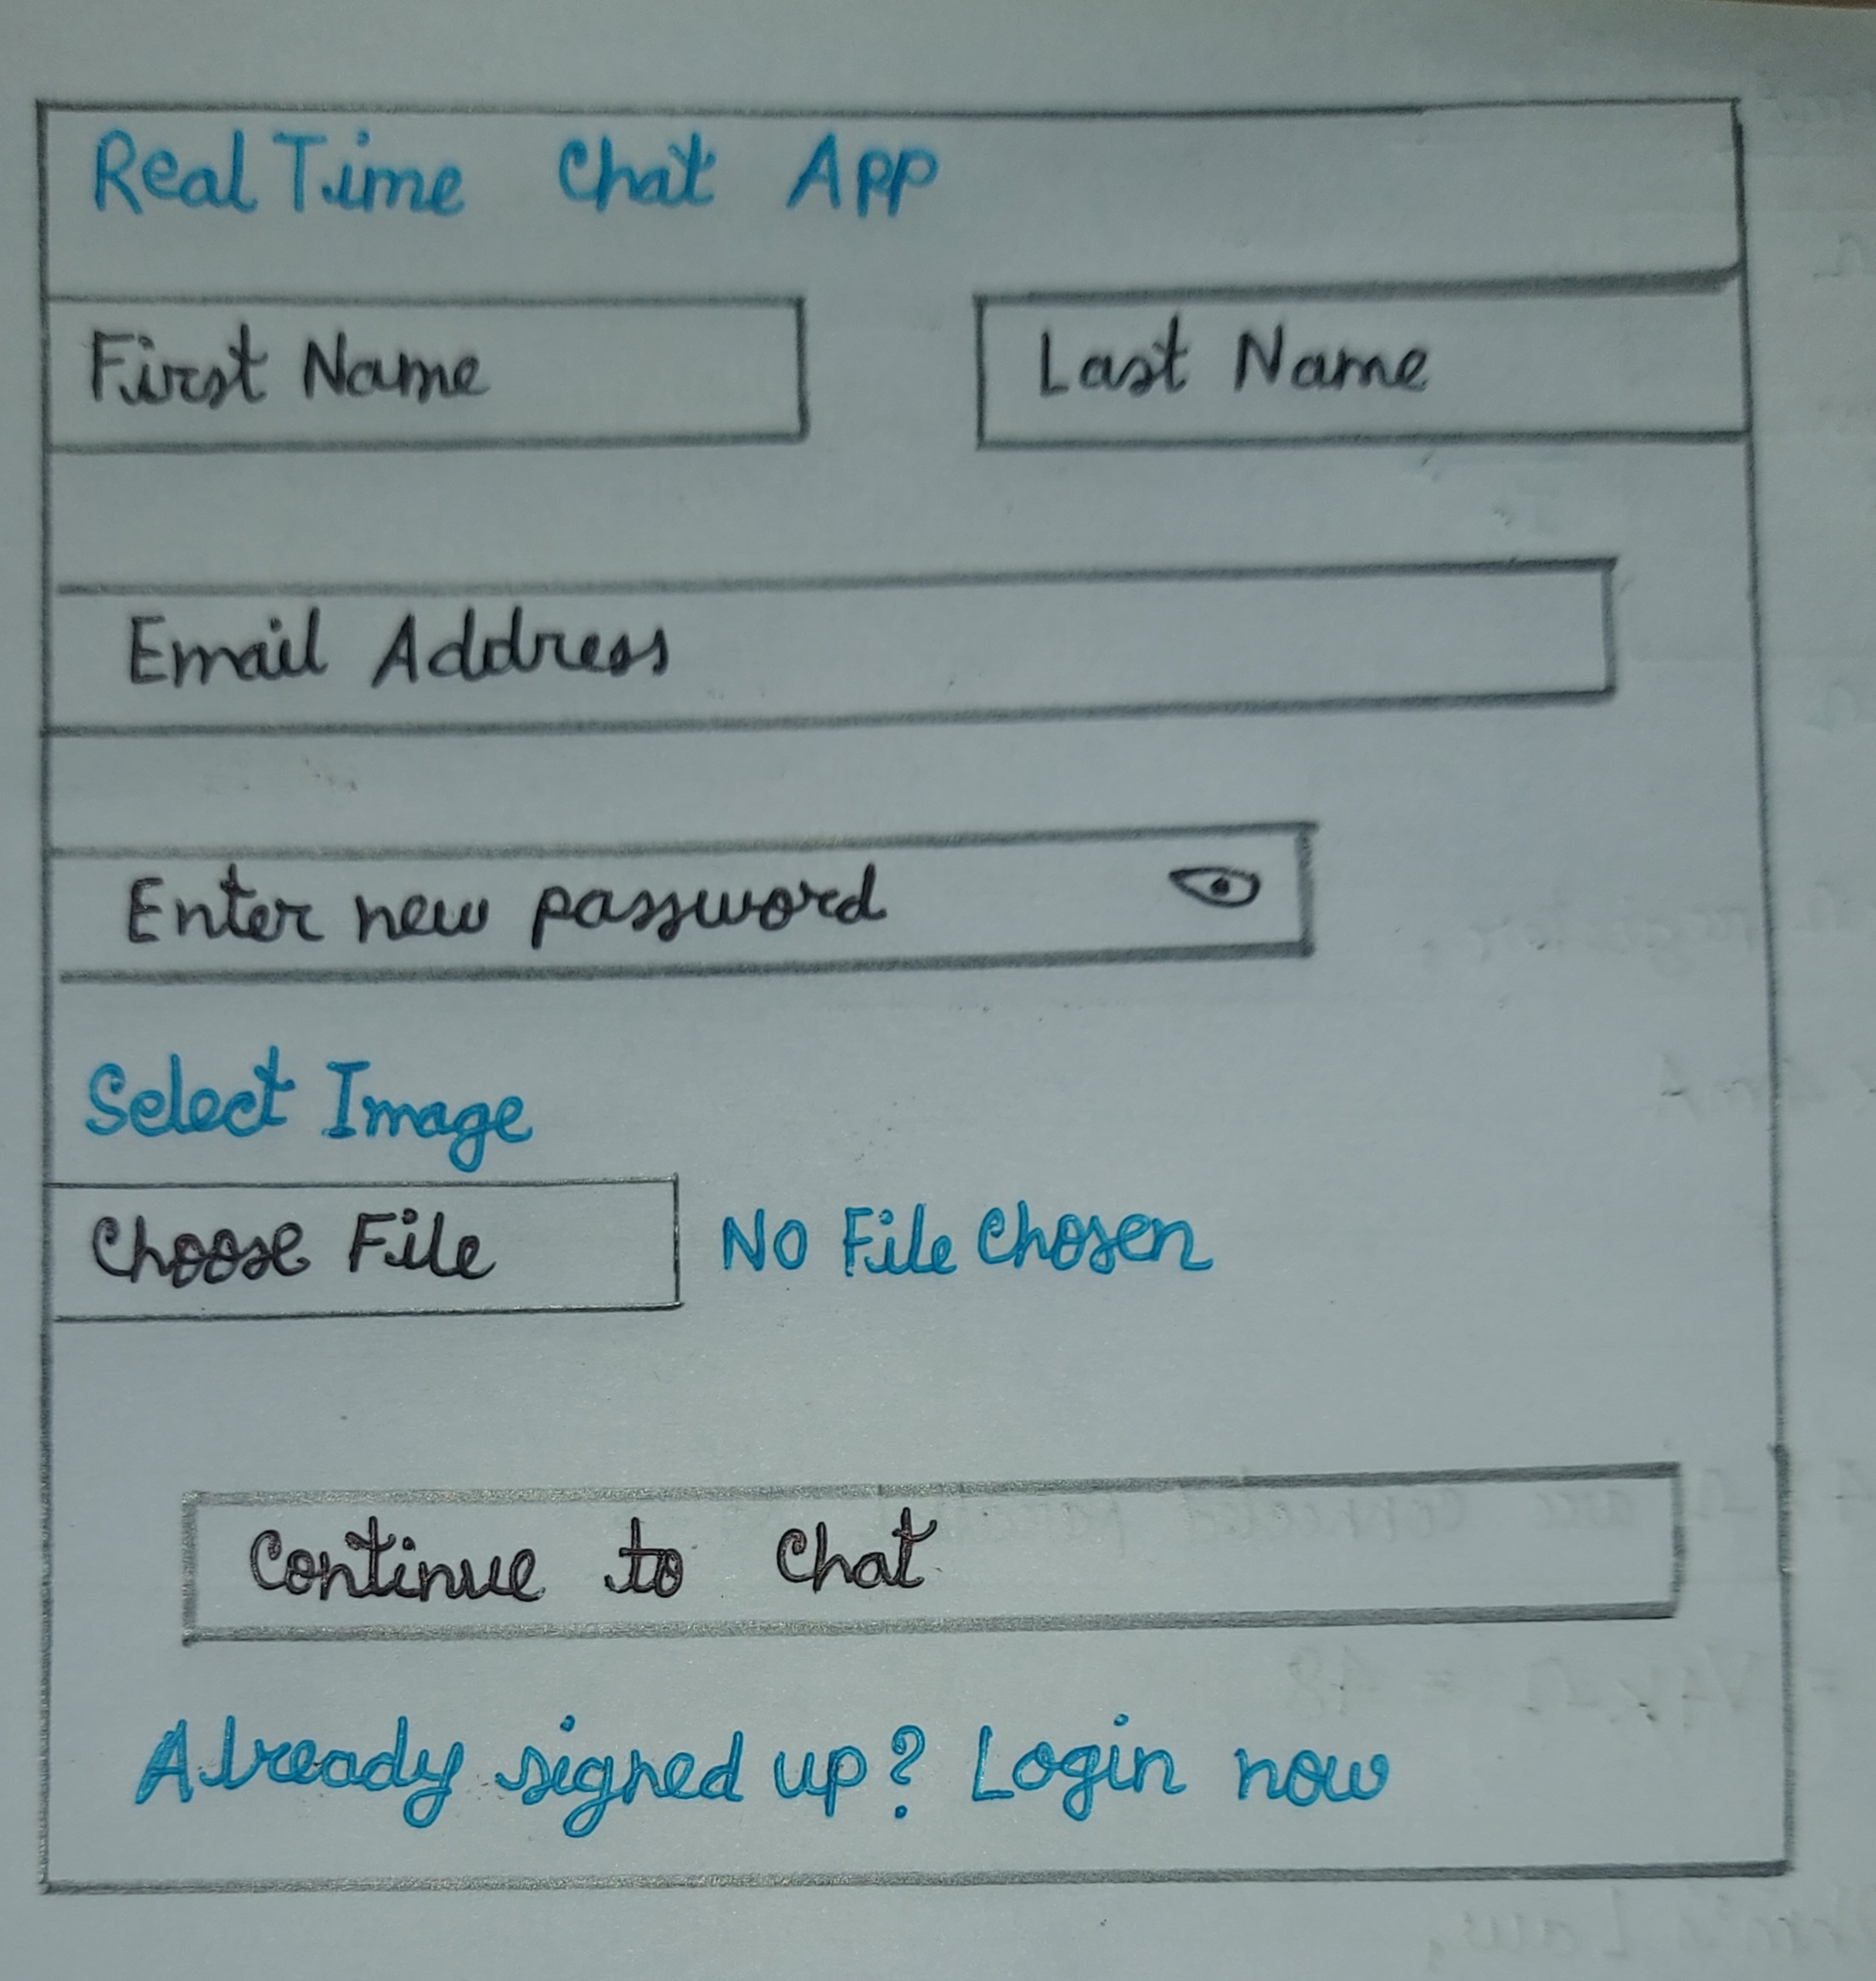 Real Time Chat App
First Name Last Name
Email Address
Enter new password
Select Image
Choose File No File Chosen
Continue to Chat
Already signed up? Login now